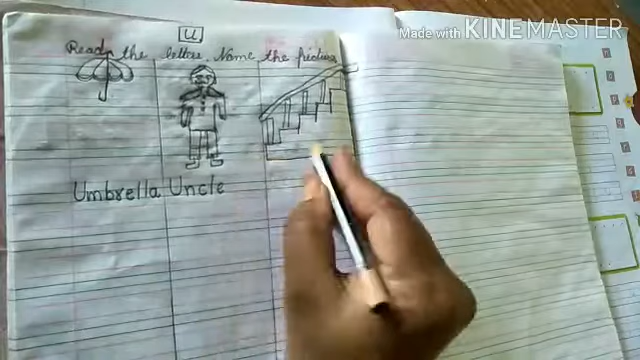 Made with KINEMASTER
U
Read the letter. Name the picture
Umbrella Uncle